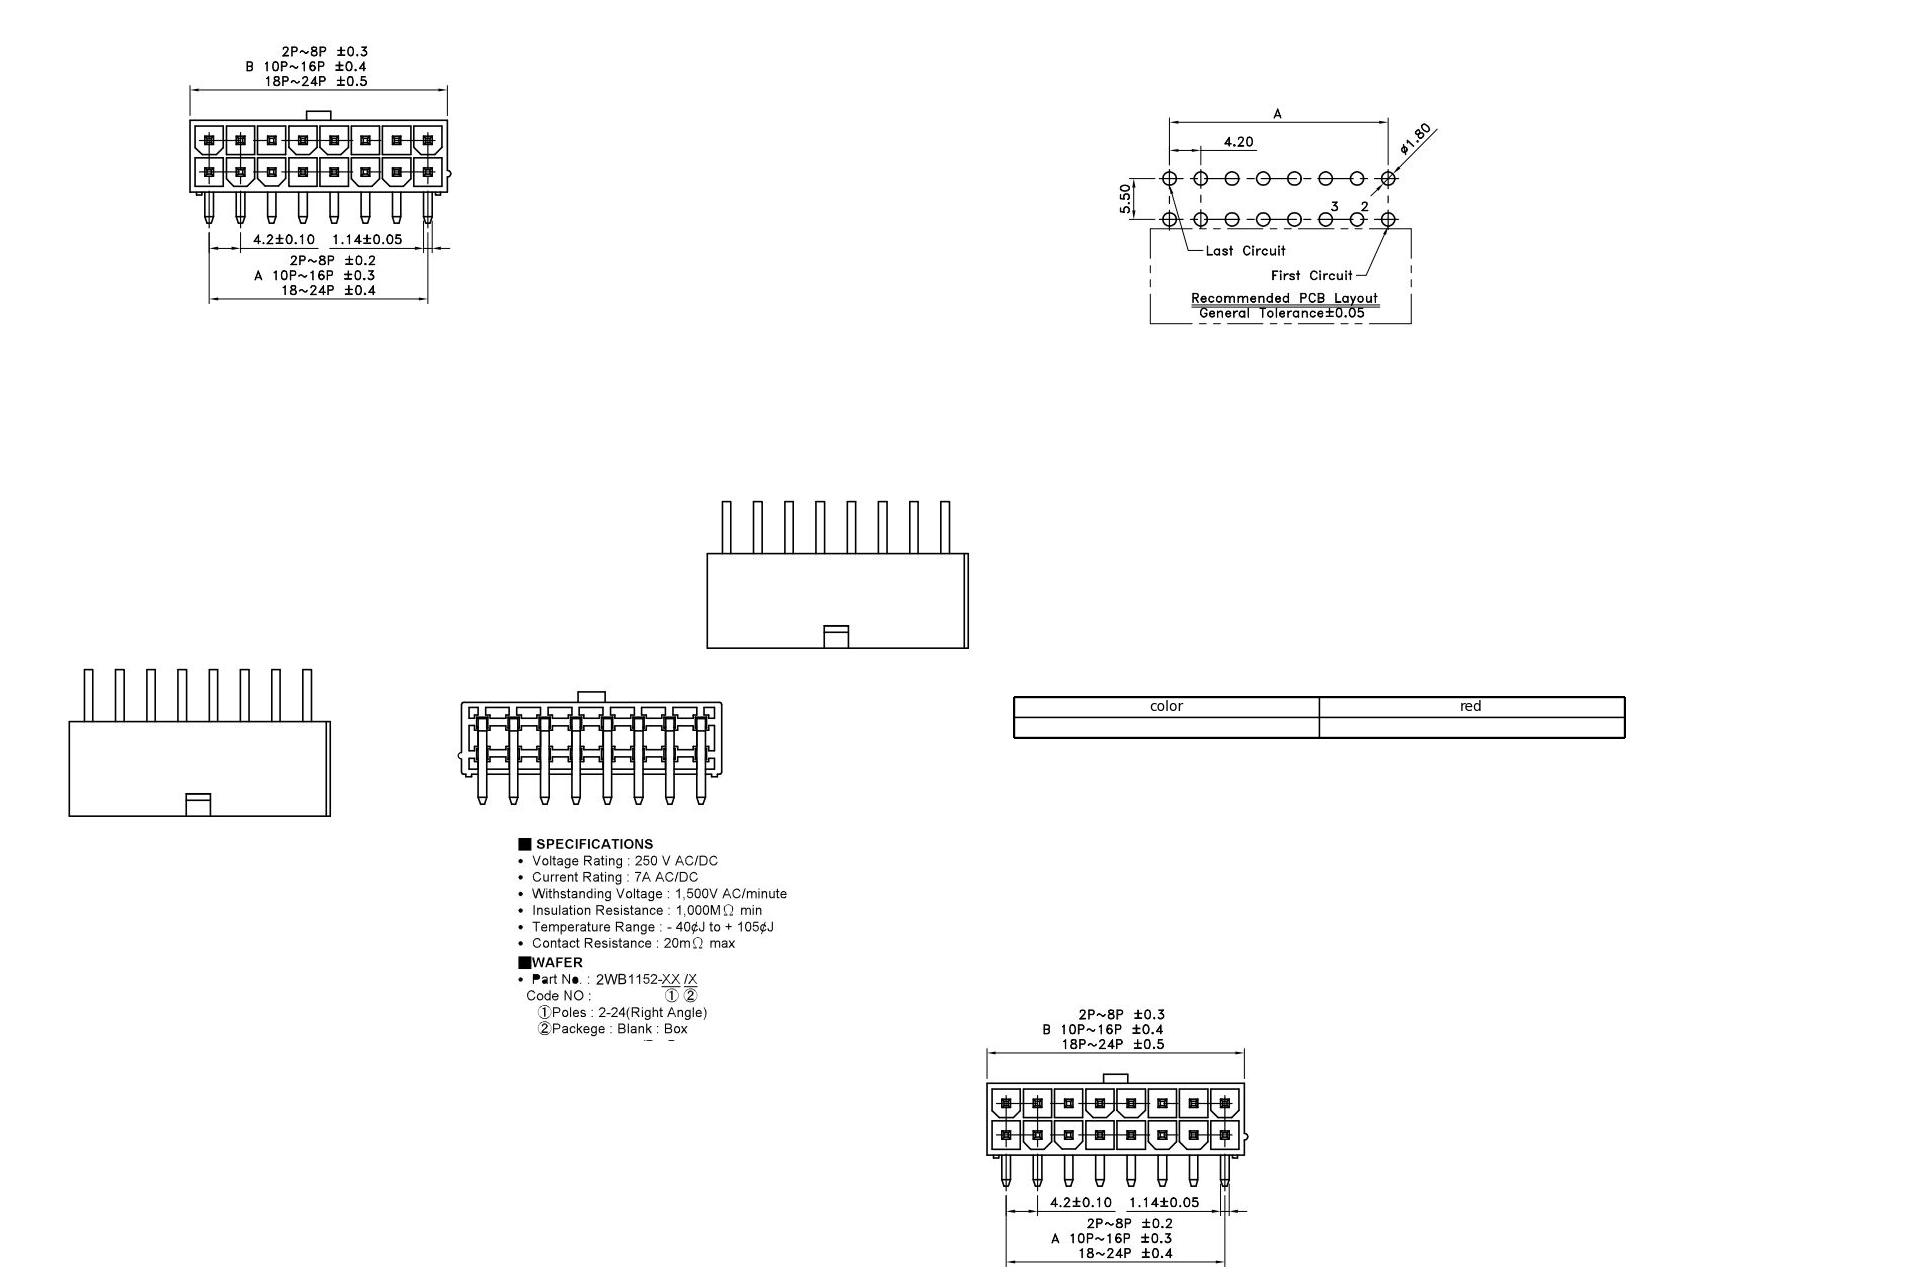 2P~8P ±0.3
B 10P~16P ±0.4
18P~24P ±0.5
4.2±0.10 1.14±0.05
2P~8P ±0.2
A 10P~16P ±0.3
18~24P ±0.4
A
4.20
ø1.80
5.50
3 2
Last Circuit
First Circuit
Recommended PCB Layout
General Tolerance±0.05
color red
■ SPECIFICATIONS
• Voltage Rating : 250 V AC/DC
• Current Rating : 7A AC/DC
• Withstanding Voltage : 1,500V AC/minute
• Insulation Resistance : 1,000MΩ min
• Temperature Range : - 40¢J to + 105¢J
• Contact Resistance : 20mΩ max
■WAFER
• Part No. : 2WB1152-XX /X
Code NO : ① ②
①Poles : 2-24(Right Angle)
②Packege : Blank : Box
2P~8P ±0.3
B 10P~16P ±0.4
18P~24P ±0.5
4.2±0.10 1.14±0.05
2P~8P ±0.2
A 10P~16P ±0.3
18~24P ±0.4